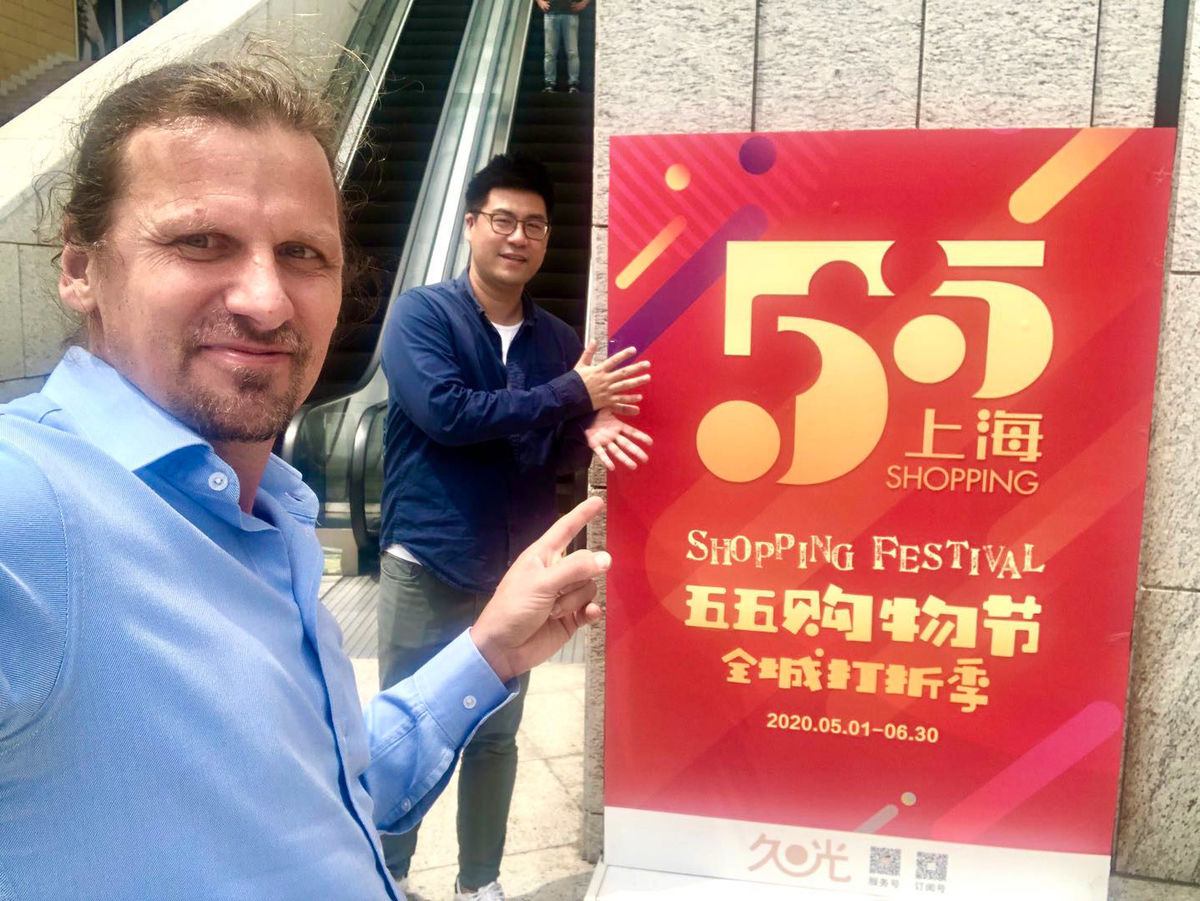 55
上海
SHOPPING
SHOPPING FESTIVAL
五五购物节
全城打折季
2020.05.01-06.30
久光
服务号 订阅号